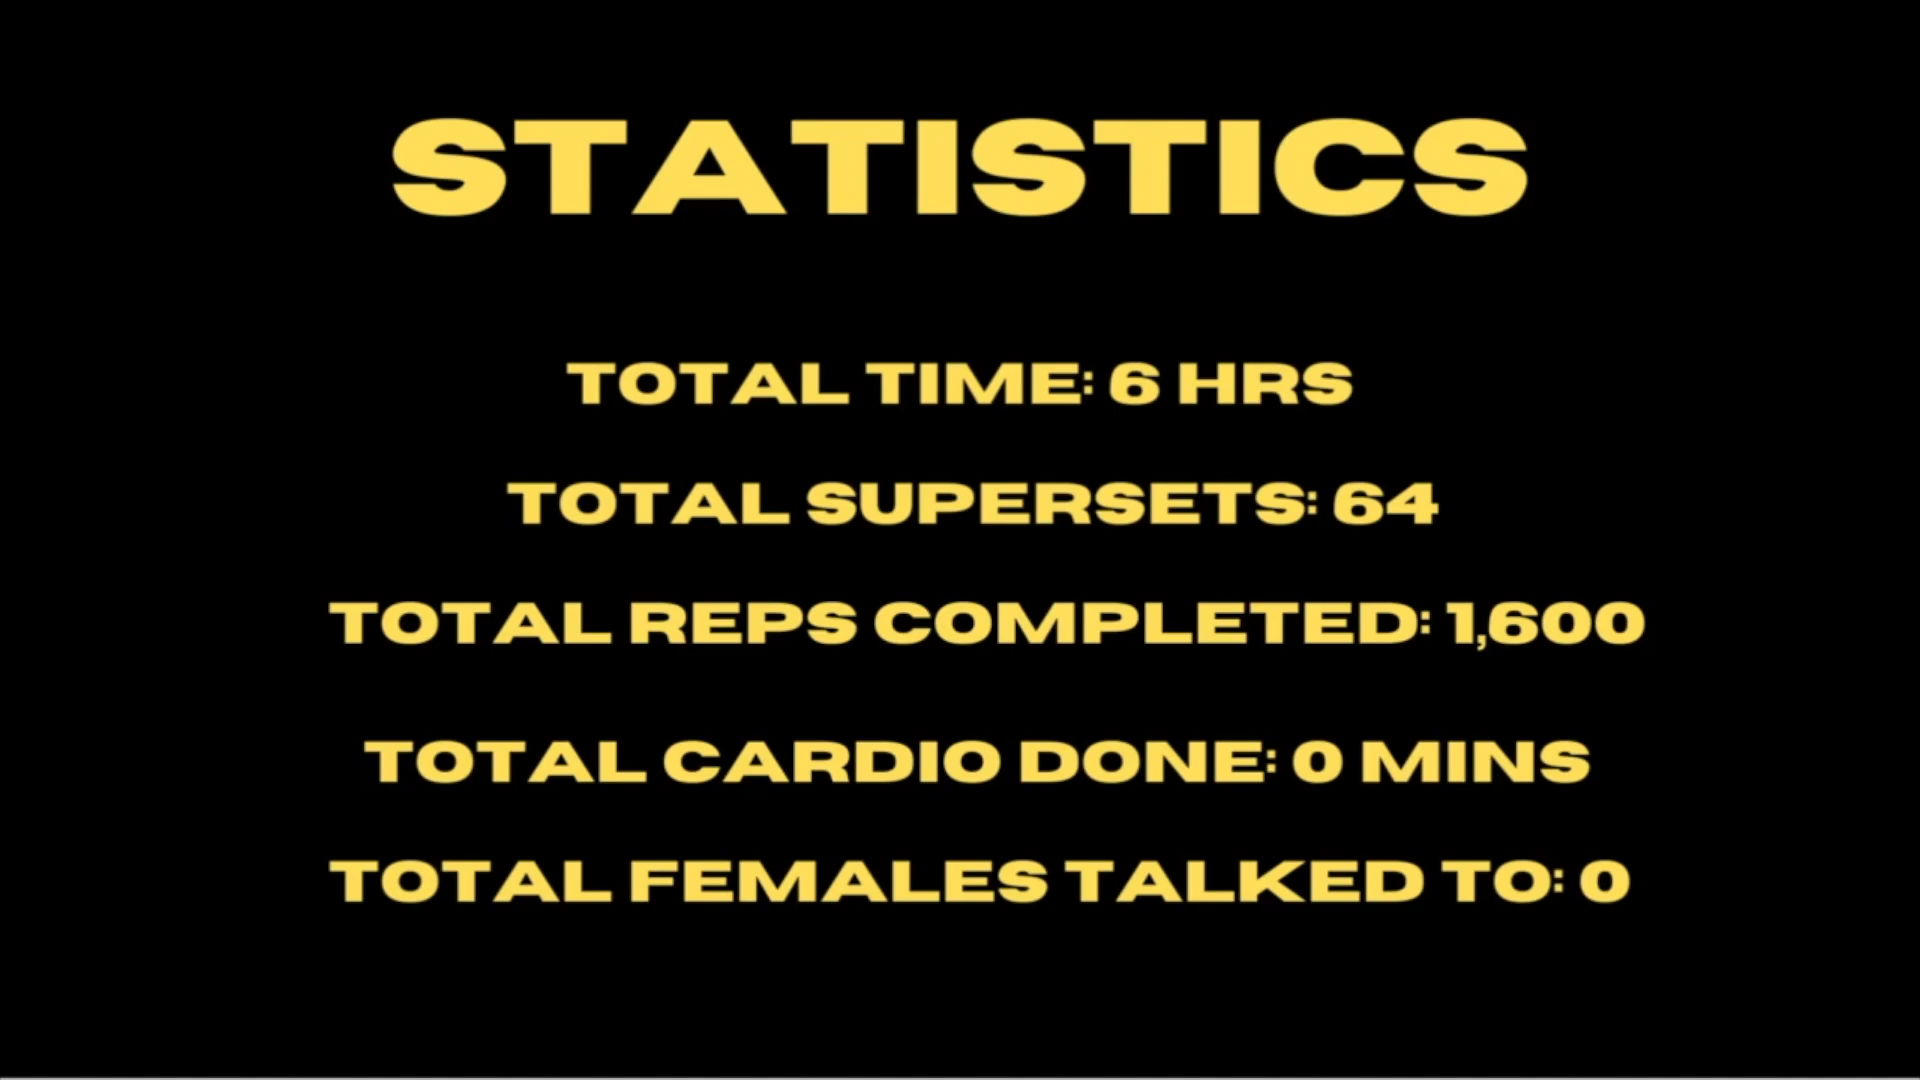 STATISTICS
TOTAL TIME: 6 HRS
TOTAL SUPERSETS: 64
TOTAL REPS COMPLETED: 1,600
TOTAL CARDIO DONE: 0 MINS
TOTAL FEMALES TALKED TO: 0